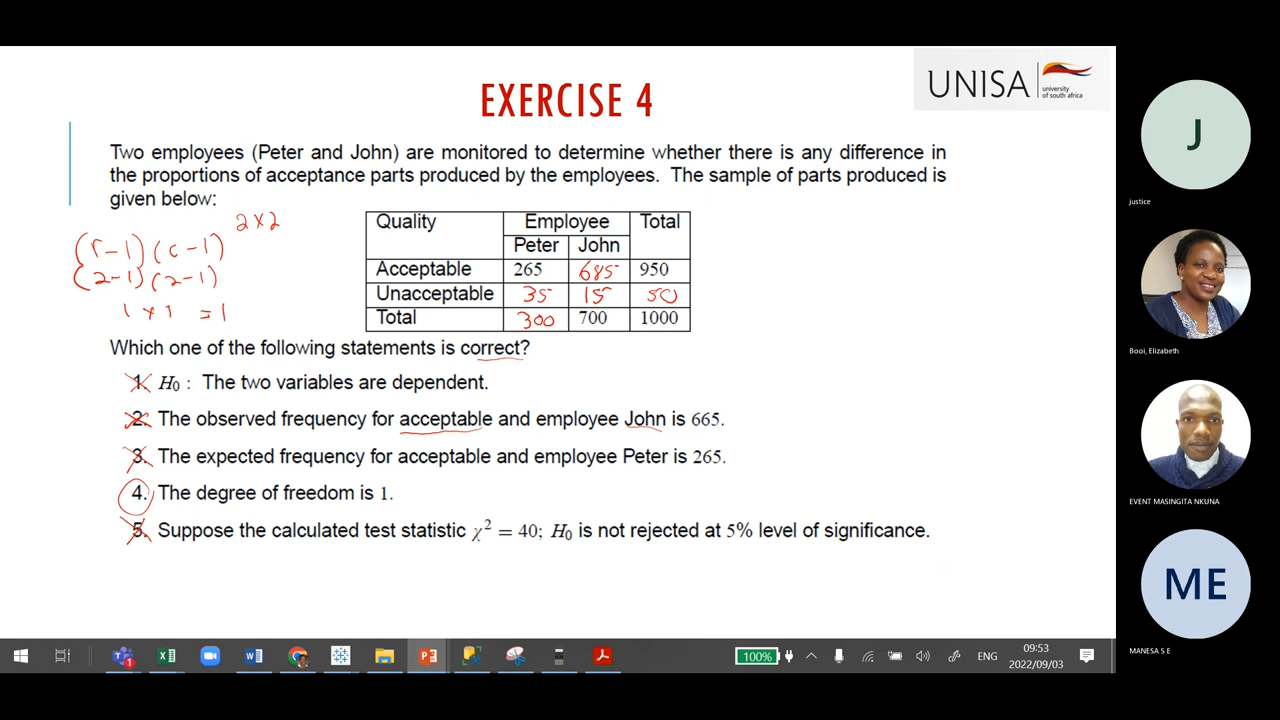 EXERCISE 4
UNISA
university
of south africa
Two employees (Peter and John) are monitored to determine whether there is any difference in
the proportions of acceptance parts produced by the employees. The sample of parts produced is
given below:
2 x 2
(r-1) (c-1)
(2-1) (2-1)
1 x 1 = 1
Quality Employee Total
Peter John
Acceptable 265 685 950
Unacceptable 35 15 50
Total 300 700 1000
Which one of the following statements is correct?
1. H₀ : The two variables are dependent.
2. The observed frequency for acceptable and employee John is 665.
3. The expected frequency for acceptable and employee Peter is 265.
4. The degree of freedom is 1.
5. Suppose the calculated test statistic χ² = 40; H₀ is not rejected at 5% level of significance.
J
justice
Booi, Elizabeth
EVENT MASINGITA NKUNA
ME
MANESA S E
1
100%
ENG
09:53
2022/09/03